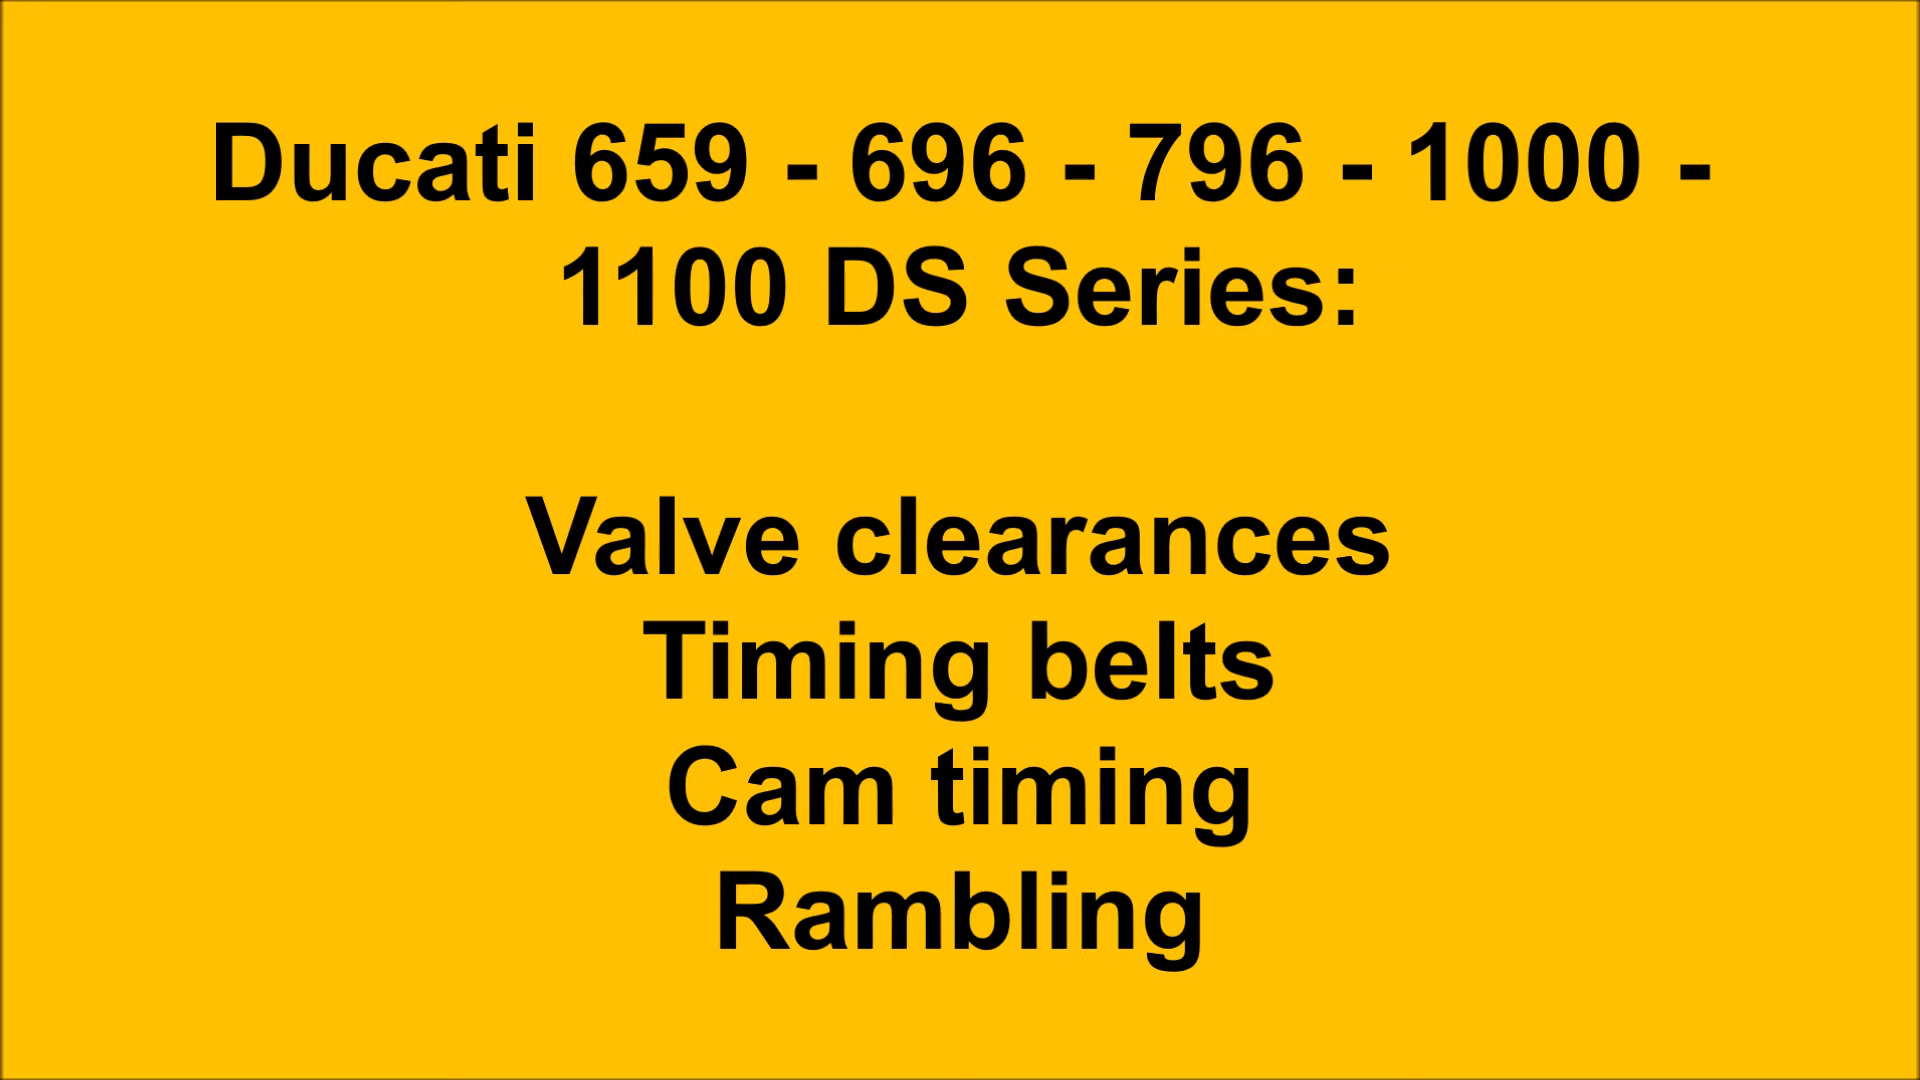 Ducati 659 - 696 - 796 - 1000 -
1100 DS Series:
Valve clearances
Timing belts
Cam timing
Rambling